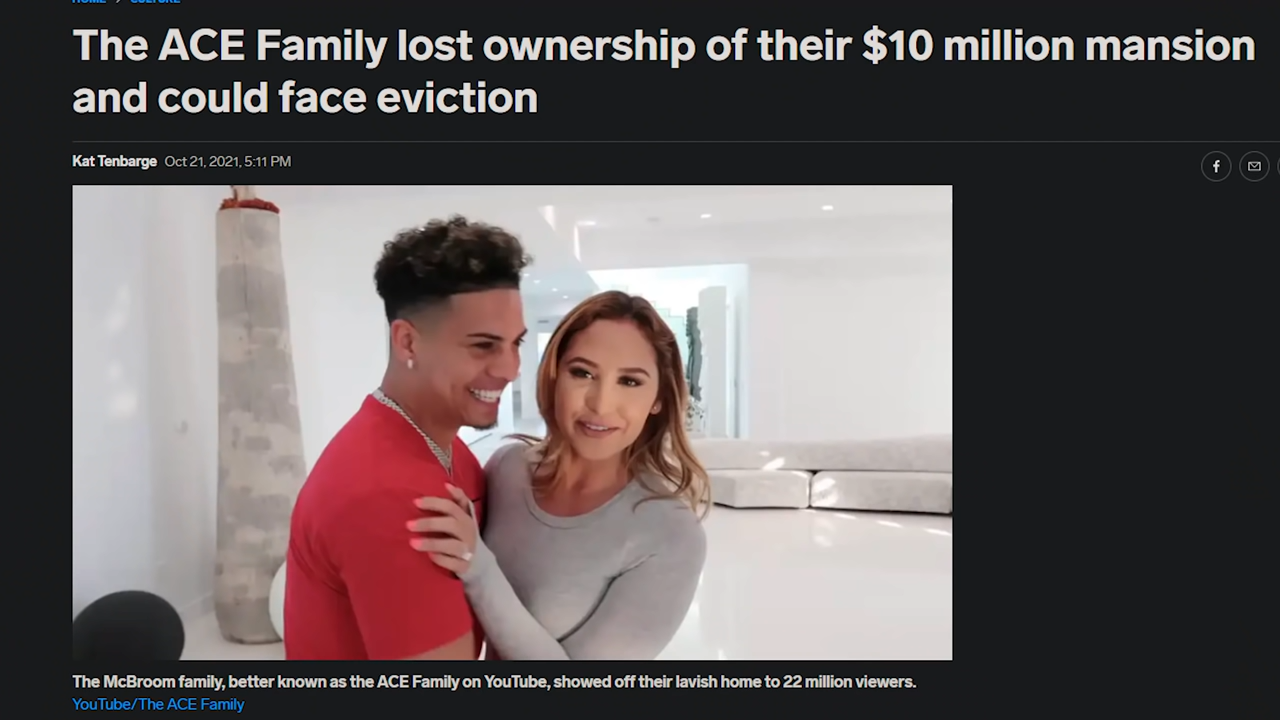 HOME > CULTURE
The ACE Family lost ownership of their $10 million mansion
and could face eviction
Kat Tenbarge Oct 21, 2021, 5:11 PM
The McBroom family, better known as the ACE Family on YouTube, showed off their lavish home to 22 million viewers.
YouTube/The ACE Family